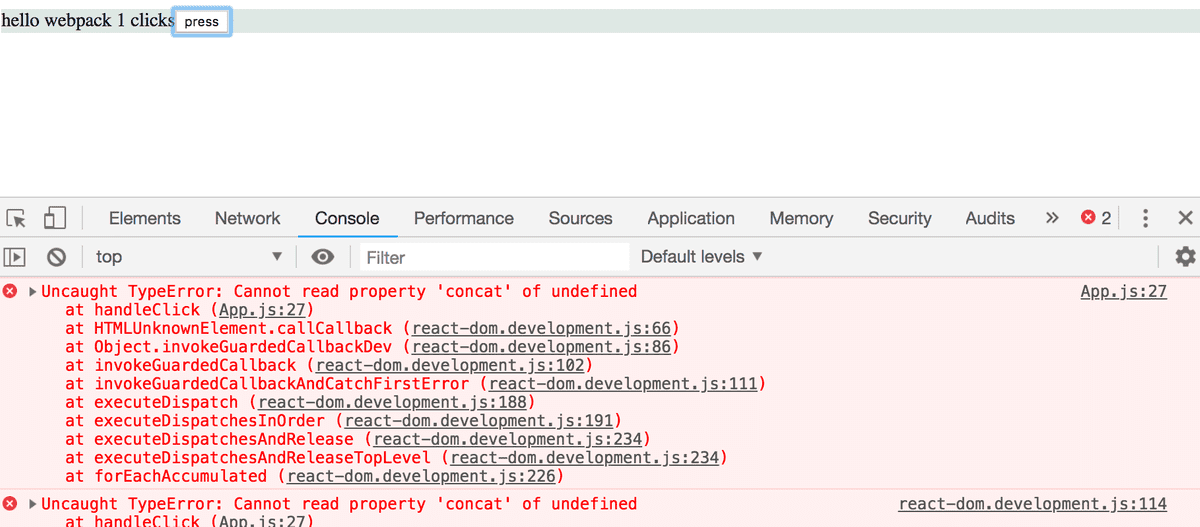 hello webpack 1 clicks press
Elements Network Console Performance Sources Application Memory Security Audits » 2
top ▼ Filter Default levels ▼
▶ Uncaught TypeError: Cannot read property 'concat' of undefined App.js:27
at handleClick (App.js:27)
at HTMLUnknownElement.callCallback (react-dom.development.js:66)
at Object.invokeGuardedCallbackDev (react-dom.development.js:86)
at invokeGuardedCallback (react-dom.development.js:102)
at invokeGuardedCallbackAndCatchFirstError (react-dom.development.js:111)
at executeDispatch (react-dom.development.js:188)
at executeDispatchesInOrder (react-dom.development.js:191)
at executeDispatchesAndRelease (react-dom.development.js:234)
at executeDispatchesAndReleaseTopLevel (react-dom.development.js:234)
at forEachAccumulated (react-dom.development.js:226)
▶ Uncaught TypeError: Cannot read property 'concat' of undefined react-dom.development.js:114
at handleClick (App.js:27)